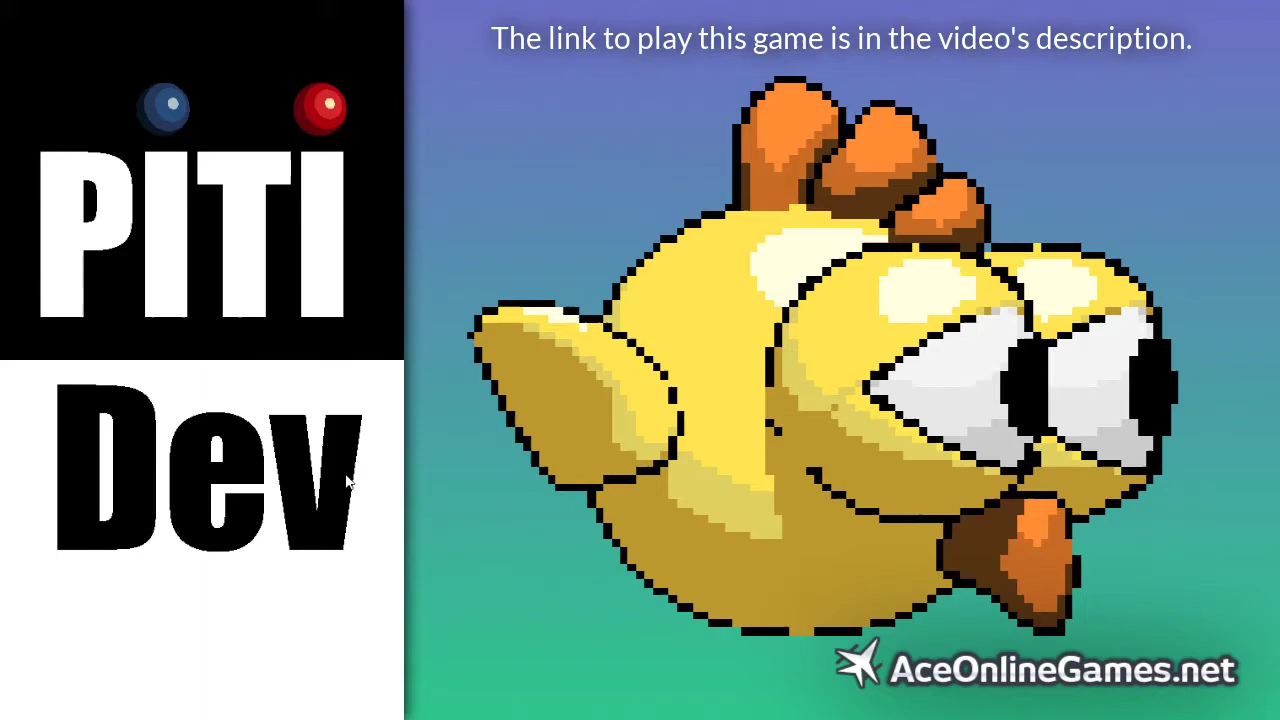 The link to play this game is in the video's description.
PITI
Dev
AceOnlineGames.net